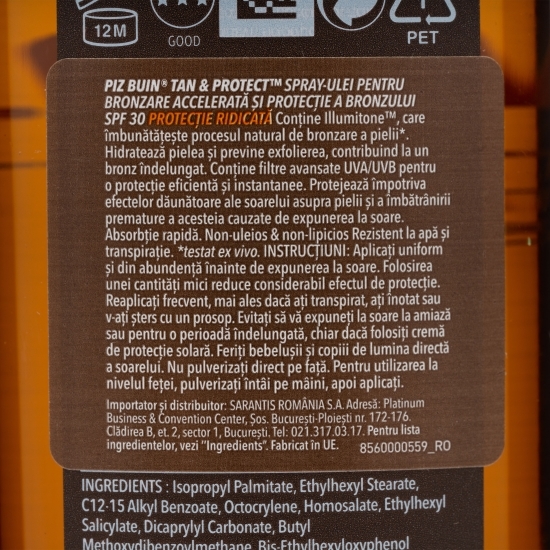 12M
GOOD
PET
PIZ BUIN® TAN & PROTECT™ SPRAY-ULEI PENTRU
BRONZARE ACCELERATĂ ȘI PROTECȚIE A BRONZULUI
SPF 30 PROTECȚIE RIDICATĂ Conține Illumitone™, care
îmbunătățește procesul natural de bronzare a pielii*.
Hidratează pielea și previne exfolierea, contribuind la un
bronz îndelungat. Conține filtre avansate UVA/UVB pentru
o protecție eficientă și instantanee. Protejează împotriva
efectelor dăunătoare ale soarelui asupra pielii și a îmbătrânirii
premature a acesteia cauzate de expunerea la soare.
Absorbție rapidă. Non-uleios & non-lipicios Rezistent la apă și
transpirație. *testat ex vivo. INSTRUCȚIUNI: Aplicați uniform
și din abundență înainte de expunerea la soare. Folosirea
unei cantități mici reduce considerabil efectul de protecție.
Reaplicați frecvent, mai ales dacă ați transpirat, ați înotat sau
v-ați șters cu un prosop. Evitați să vă expuneți la soare la amiază
sau pentru o perioadă îndelungată, chiar dacă folosiți cremă
de protecție solară. Feriți bebelușii și copiii de lumina directă
a soarelui. Nu pulverizați direct pe față. Pentru utilizarea la
nivelul feței, pulverizați întâi pe mâini, apoi aplicați.
Importator și distribuitor: SARANTIS ROMÂNIA S.A. Adresă: Platinum
Business & Convention Center, Șos. București-Ploiești nr. 172-176.
Clădirea B, et. 2, sector 1, București. Tel: 021.317.03.17. Pentru lista
ingredientelor, vezi "Ingredients". Fabricat în UE. 8560000559_RO
INGREDIENTS : Isopropyl Palmitate, Ethylhexyl Stearate,
C12-15 Alkyl Benzoate, Octocrylene, Homosalate, Ethylhexyl
Salicylate, Dicaprylyl Carbonate, Butyl
Methoxydibenzoylmethane, Bis-Ethylhexyloxyphenol